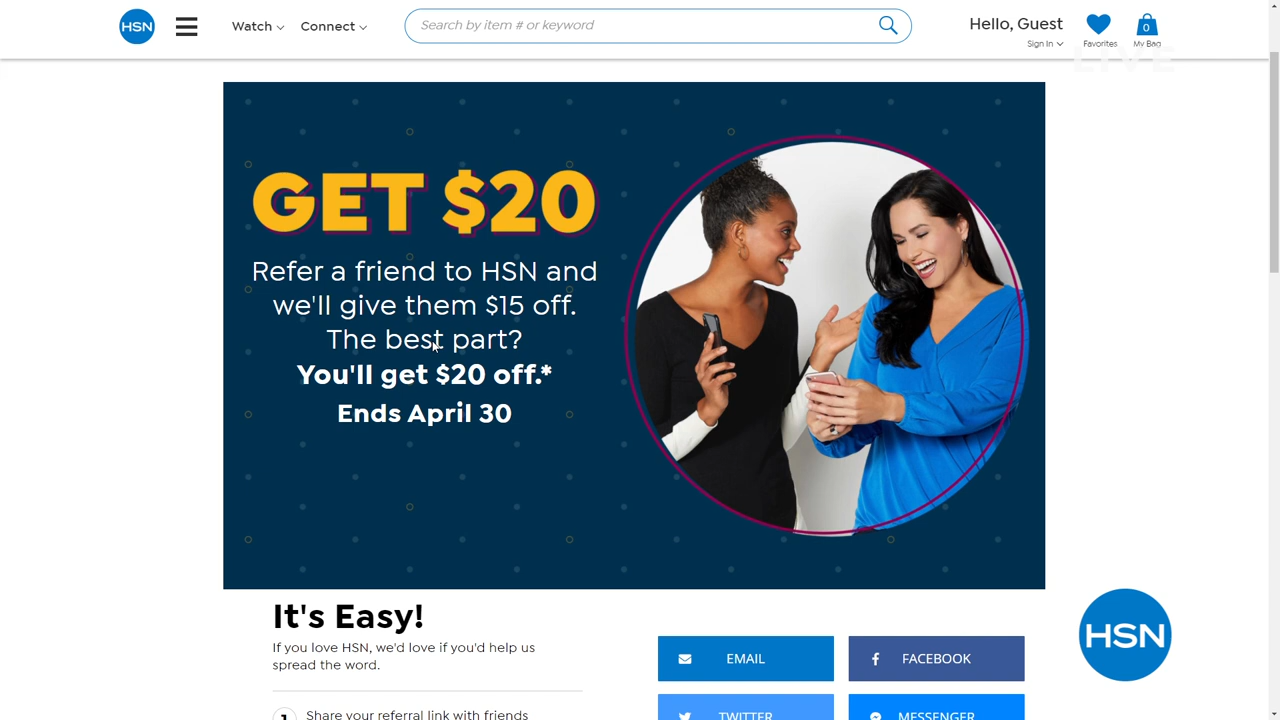 HSN
Watch
Connect
Search by item # or keyword
Hello, Guest
Sign In
Favorites
0
My Bag
LIVE
GET $20
Refer a friend to HSN and
we'll give them $15 off.
The best part?
You'll get $20 off.*
Ends April 30
It's Easy!
If you love HSN, we'd love if you'd help us
spread the word.
1
Share your referral link with friends
EMAIL
FACEBOOK
TWITTER
MESSENGER
HSN